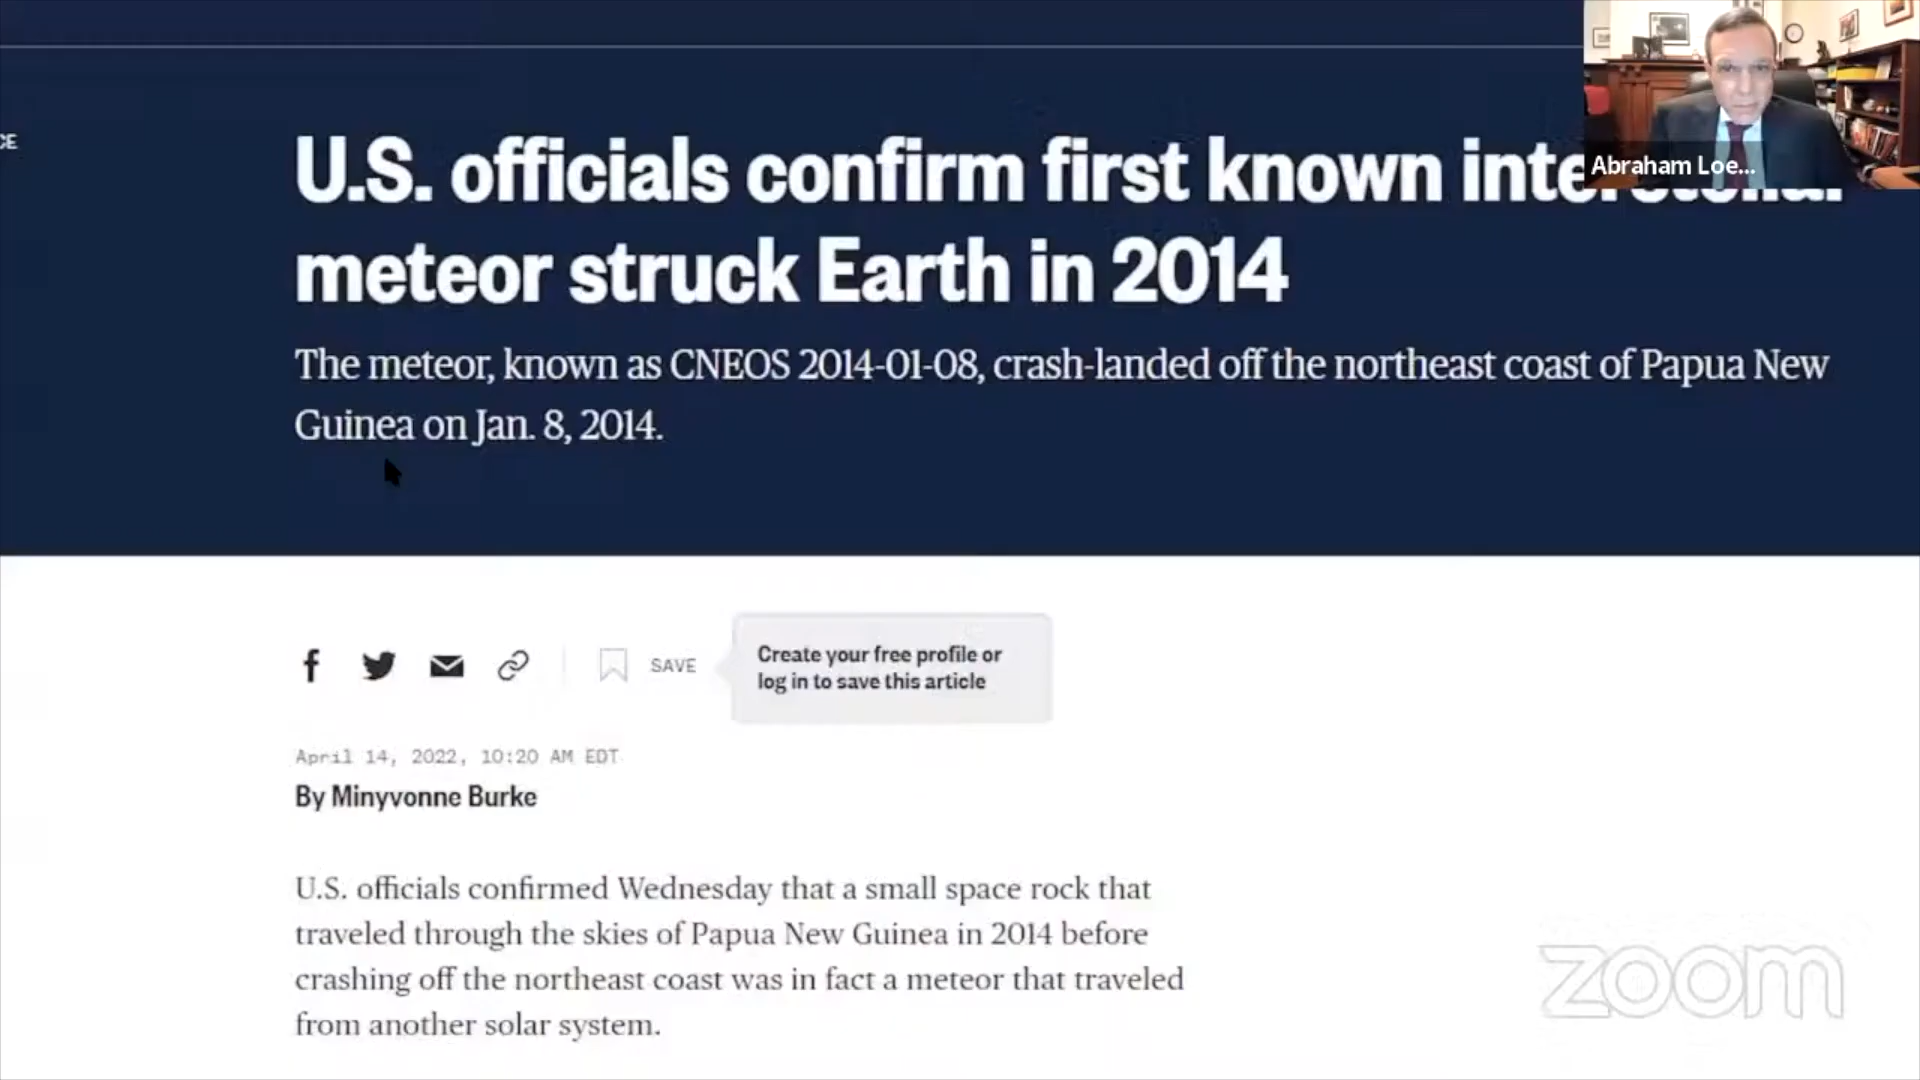 CE
U.S. officials confirm first known interstellar
meteor struck Earth in 2014
The meteor, known as CNEOS 2014-01-08, crash-landed off the northeast coast of Papua New
Guinea on Jan. 8, 2014.
Abraham Loe...
SAVE
Create your free profile or
log in to save this article
April 14, 2022, 10:20 AM EDT
By Minyvonne Burke
U.S. officials confirmed Wednesday that a small space rock that
traveled through the skies of Papua New Guinea in 2014 before
crashing off the northeast coast was in fact a meteor that traveled
from another solar system.
zoom